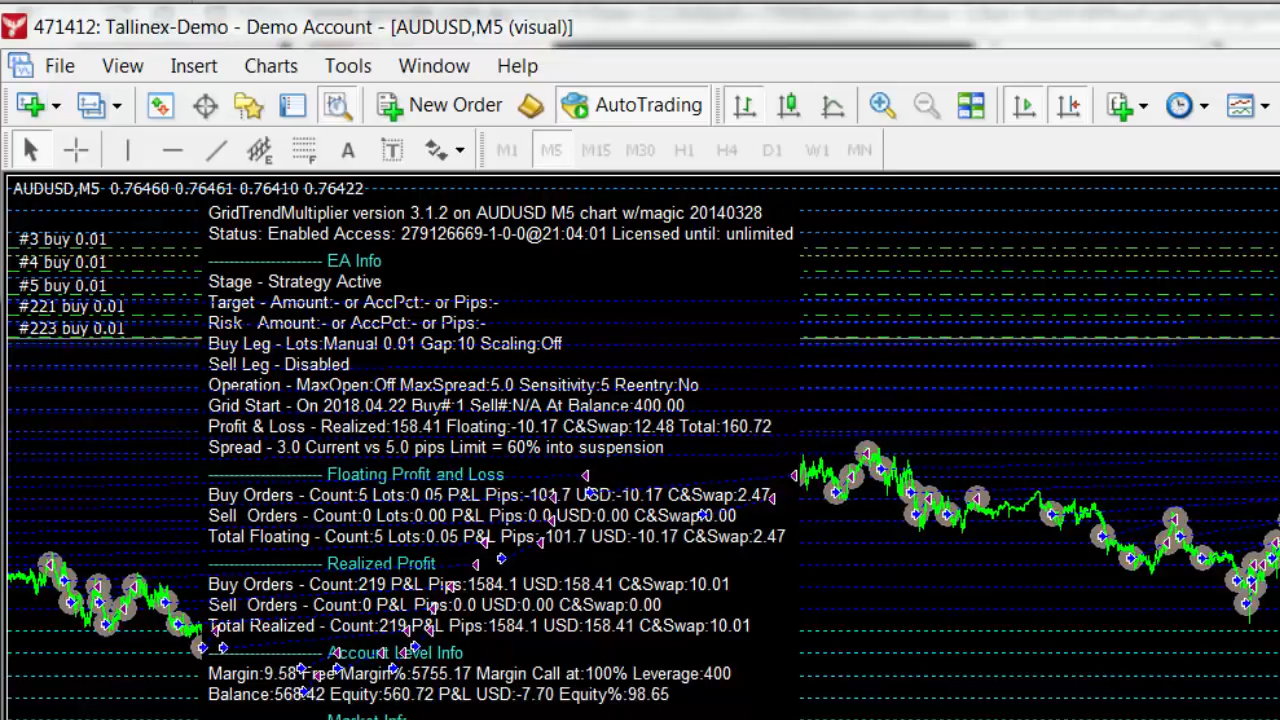 471412: Tallinex-Demo - Demo Account - [AUDUSD,M5 (visual)]
File View Insert Charts Tools Window Help
New Order AutoTrading
E F A T M1 M5 M15 M30 H1 H4 D1 W1 MN
AUDUSD,M5 0.76460 0.76461 0.76410 0.76422
GridTrendMultiplier version 3.1.2 on AUDUSD M5 chart w/magic 20140328
Status: Enabled Access: 279126669-1-0-0@21:04:01 Licensed until: unlimited
#3 buy 0.01
#4 buy 0.01
#5 buy 0.01
#221 buy 0.01
#223 buy 0.01
---------------------- EA Info
Stage - Strategy Active
Target - Amount:- or AccPct:- or Pips:-
Risk - Amount:- or AccPct:- or Pips:-
Buy Leg - Lots:Manual 0.01 Gap:10 Scaling:Off
Sell Leg - Disabled
Operation - MaxOpen:Off MaxSpread:5.0 Sensitivity:5 Reentry:No
Grid Start - On 2018.04.22 Buy#:1 Sell#:N/A At Balance:400.00
Profit & Loss - Realized:158.41 Floating:-10.17 C&Swap:12.48 Total:160.72
Spread - 3.0 Current vs 5.0 pips Limit = 60% into suspension
---------------------- Floating Profit and Loss
Buy Orders - Count:5 Lots:0.05 P&L Pips:-101.7 USD:-10.17 C&Swap:2.47
Sell Orders - Count:0 Lots:0.00 P&L Pips:0.0 USD:0.00 C&Swap:0.00
Total Floating - Count:5 Lots:0.05 P&L Pips:-101.7 USD:-10.17 C&Swap:2.47
---------------------- Realized Profit
Buy Orders - Count:219 P&L Pips:1584.1 USD:158.41 C&Swap:10.01
Sell Orders - Count:0 P&L Pips:0.0 USD:0.00 C&Swap:0.00
Total Realized - Count:219 P&L Pips:1584.1 USD:158.41 C&Swap:10.01
---------------------- Account Level Info
Margin:9.58 Free Margin%:5755.17 Margin Call at:100% Leverage:400
Balance:568.42 Equity:560.72 P&L USD:-7.70 Equity%:98.65
Market Info